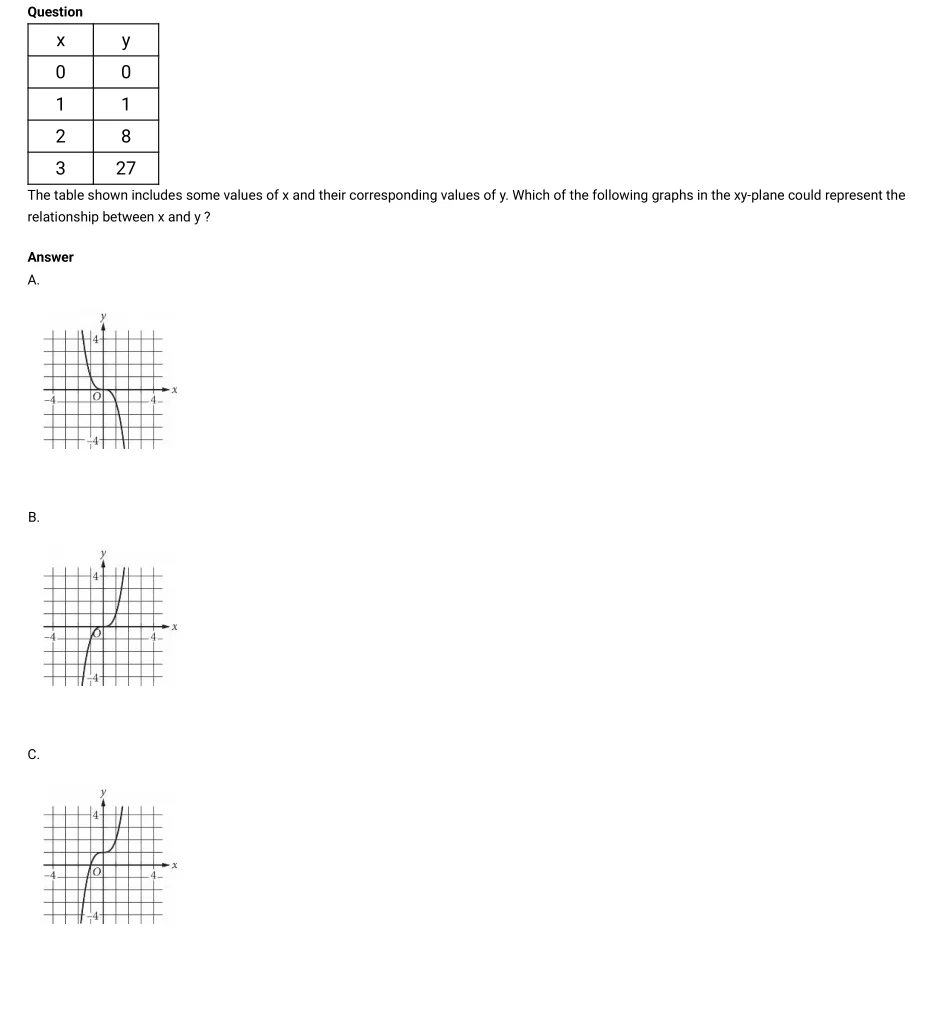 Question
x y
0 0
1 1
2 8
3 27
The table shown includes some values of x and their corresponding values of y. Which of the following graphs in the xy-plane could represent the
relationship between x and y ?
Answer
A.
y
4
-4 O 4 x
-4
B.
y
4
-4 O 4 x
-4
C.
y
4
-4 O 4 x
-4